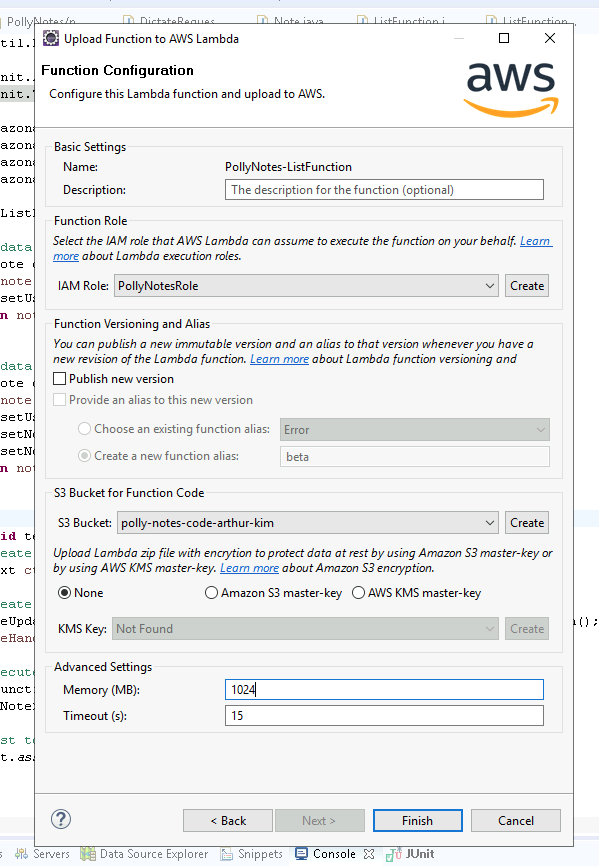 PollyNotes/p
DictateReques
Note.java
ListFunction.j
ListFunction
Upload Function to AWS Lambda
Function Configuration
Configure this Lambda function and upload to AWS.
aws
Basic Settings
Name: PollyNotes-ListFunction
Description: The description for the function (optional)
Function Role
Select the IAM role that AWS Lambda can assume to execute the function on your behalf. Learn
more about Lambda execution roles.
IAM Role: PollyNotesRole Create
Function Versioning and Alias
You can publish a new immutable version and an alias to that version whenever you have a
new revision of the Lambda function. Learn more about Lambda function versioning and
Publish new version
Provide an alias to this new version
Choose an existing function alias: Error
Create a new function alias: beta
S3 Bucket for Function Code
S3 Bucket: polly-notes-code-arthur-kim Create
Upload Lambda zip file with encrytion to protect data at rest by using Amazon S3 master-key or
by using AWS KMS master-key. Learn more about Amazon S3 encryption.
None Amazon S3 master-key AWS KMS master-key
KMS Key: Not Found Create
Advanced Settings
Memory (MB): 1024
Timeout (s): 15
? < Back Next > Finish Cancel
Servers Data Source Explorer Snippets Console JUnit